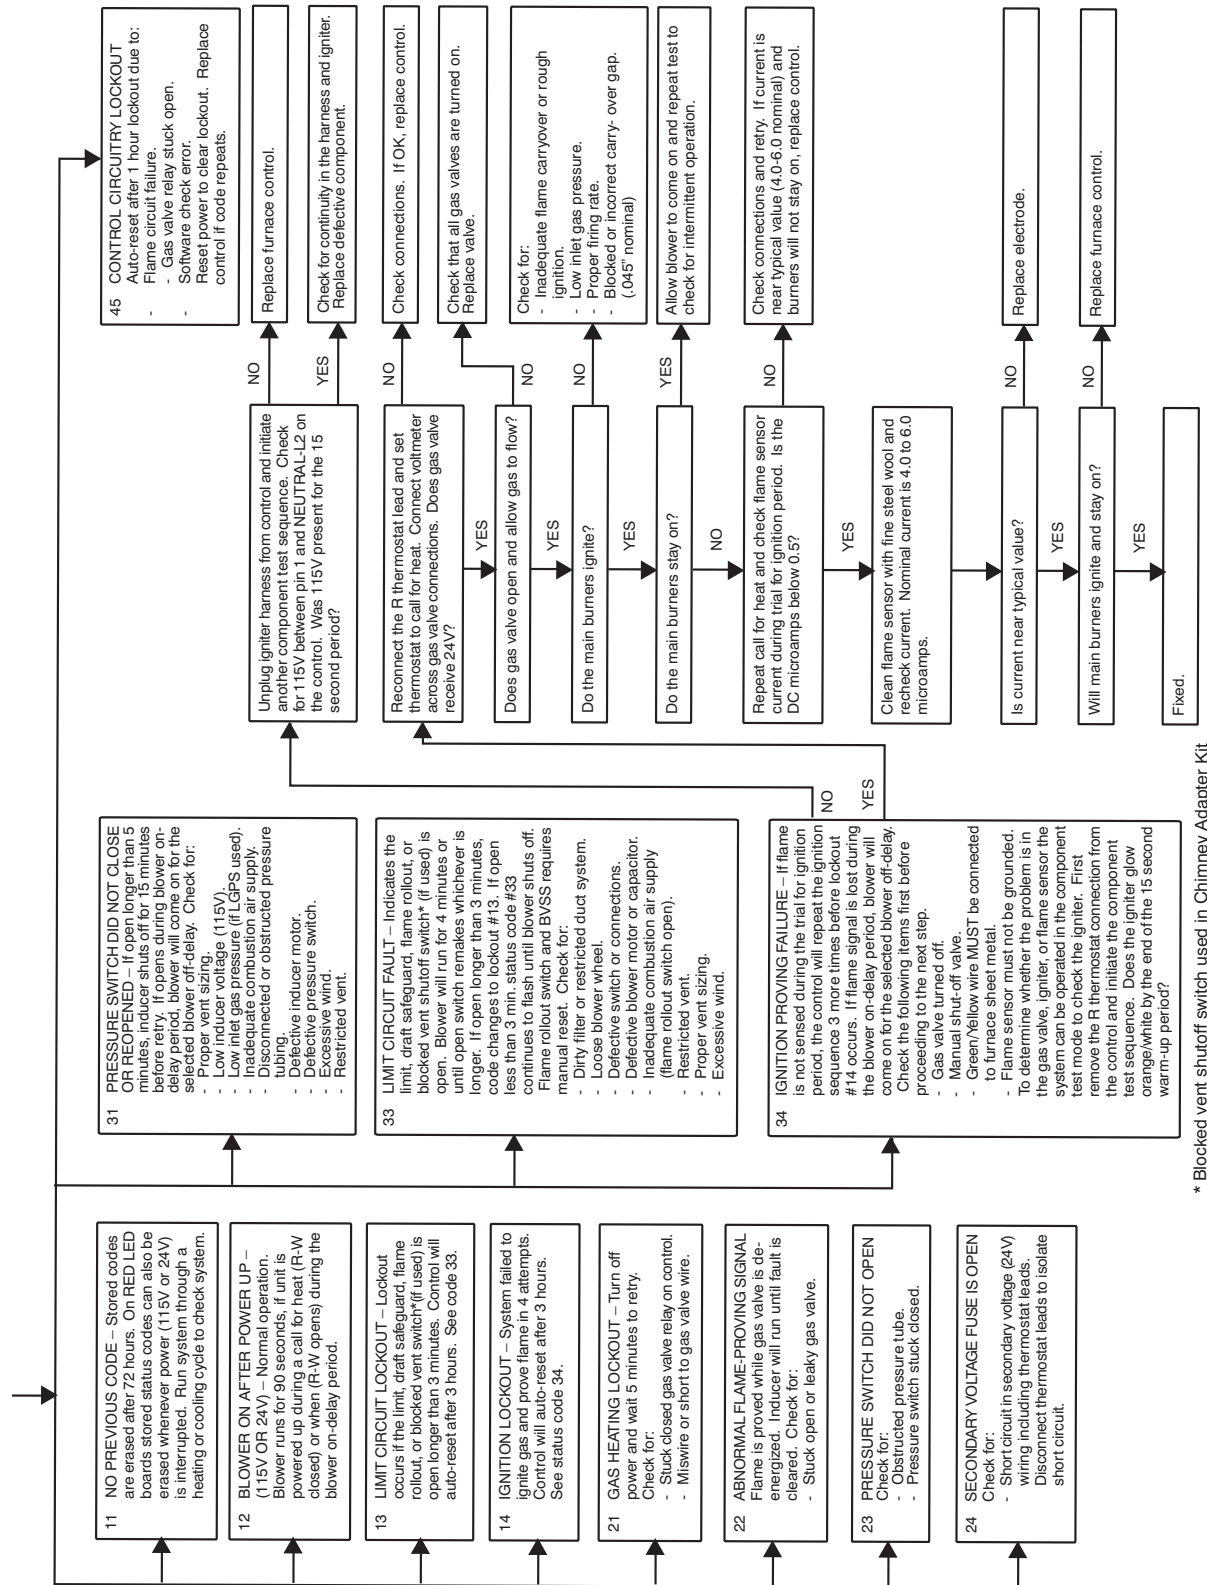 11 NO PREVIOUS CODE – Stored codes
are erased after 72 hours. On RED LED
boards stored status codes can also be
erased whenever power (115V or 24V)
is interrupted. Run system through a
heating or cooling cycle to check system.
12 BLOWER ON AFTER POWER UP –
(115V OR 24V) – Normal operation.
Blower runs for 90 seconds, if unit is
powered up during a call for heat (R-W
closed) or when (R-W opens) during the
blower on-delay period.
13 LIMIT CIRCUIT LOCKOUT – Lockout
occurs if the limit, draft safeguard, flame
rollout, or blocked vent switch*(if used) is
open longer than 3 minutes. Control will
auto-reset after 3 hours. See code 33.
14 IGNITION LOCKOUT – System failed to
ignite gas and prove flame in 4 attempts.
Control will auto-reset after 3 hours.
See status code 34.
21 GAS HEATING LOCKOUT – Turn off
power and wait 5 minutes to retry.
Check for:
- Stuck closed gas valve relay on control.
- Miswire or short to gas valve wire.
22 ABNORMAL FLAME-PROVING SIGNAL
Flame is proved while gas valve is de-
energized. Inducer will run until fault is
cleared. Check for:
- Stuck open or leaky gas valve.
23 PRESSURE SWITCH DID NOT OPEN
Check for:
- Obstructed pressure tube.
- Pressure switch stuck closed.
24 SECONDARY VOLTAGE FUSE IS OPEN
Check for:
- Short circuit in secondary voltage (24V)
wiring including thermostat leads.
Disconnect thermostat leads to isolate
short circuit.
31 PRESSURE SWITCH DID NOT CLOSE
OR REOPENED – If open longer than 5
minutes, inducer shuts off for 15 minutes
before retry. If opens during blower on-
delay period, blower will come on for the
selected blower off-delay. Check for:
- Proper vent sizing.
- Low inducer voltage (115V).
- Low inlet gas pressure (if LGPS used).
- Inadequate combustion air supply.
- Disconnected or obstructed pressure
tubing.
- Defective inducer motor.
- Defective pressure switch.
- Excessive wind.
- Restricted vent.
33 LIMIT CIRCUIT FAULT – Indicates the
limit, draft safeguard, flame rollout, or
blocked vent shutoff switch* (if used) is
open. Blower will run for 4 minutes or
until open switch remakes whichever is
longer. If open longer than 3 minutes,
code changes to lockout #13. If open
less than 3 min. status code #33
continues to flash until blower shuts off.
Flame rollout switch and BVSS requires
manual reset. Check for:
- Dirty filter or restricted duct system.
- Loose blower wheel.
- Defective switch or connections.
- Defective blower motor or capacitor.
- Inadequate combustion air supply
(flame rollout switch open).
- Restricted vent.
- Proper vent sizing.
- Excessive wind.
34 IGNITION PROVING FAILURE – If flame
is not sensed during the trial for ignition
period, the control will repeat the ignition
sequence 3 more times before lockout
#14 occurs. If flame signal is lost during
the blower on-delay period, blower will
come on for the selected blower off-delay.
Check the following items first before
proceeding to the next step.
- Gas valve turned off.
- Manual shut-off valve.
- Green/Yellow wire MUST be connected
to furnace sheet metal.
- Flame sensor must not be grounded.
To determine whether the problem is in
the gas valve, igniter, or flame sensor the
system can be operated in the component
test mode to check the igniter. First
remove the R thermostat connection from
the control and initiate the component
test sequence. Does the igniter glow
orange/white by the end of the 15 second
warm-up period?
NO
YES
45 CONTROL CIRCUITRY LOCKOUT
Auto-reset after 1 hour lockout due to:
- Flame circuit failure.
- Gas valve relay stuck open.
- Software check error.
Reset power to clear lockout. Replace
control if code repeats.
Unplug igniter harness from control and initiate
another component test sequence. Check
for 115V between pin 1 and NEUTRAL-L2 on
the control. Was 115V present for the 15
second period?
NO
Replace furnace control.
YES
Check for continuity in the harness and igniter.
Replace defective component.
Reconnect the R thermostat lead and set
thermostat to call for heat. Connect voltmeter
across gas valve connections. Does gas valve
receive 24V?
NO
Check connections. If OK, replace control.
YES
Does gas valve open and allow gas to flow?
NO
Check that all gas valves are turned on.
Replace valve.
YES
Do the main burners ignite?
NO
Check for:
- Inadequate flame carryover or rough
ignition.
- Low inlet gas pressure.
- Proper firing rate.
- Blocked or incorrect carry- over gap.
(.045" nominal)
YES
Do the main burners stay on?
YES
Allow blower to come on and repeat test to
check for intermittent operation.
NO
Repeat call for heat and check flame sensor
current during trial for ignition period. Is the
DC microamps below 0.5?
NO
Check connections and retry. If current is
near typical value (4.0-6.0 nominal) and
burners will not stay on, replace control.
YES
Clean flame sensor with fine steel wool and
recheck current. Nominal current is 4.0 to 6.0
microamps.
Is current near typical value?
NO
Replace electrode.
YES
Will main burners ignite and stay on?
NO
Replace furnace control.
YES
Fixed.
* Blocked vent shutoff switch used in Chimney Adapter Kit